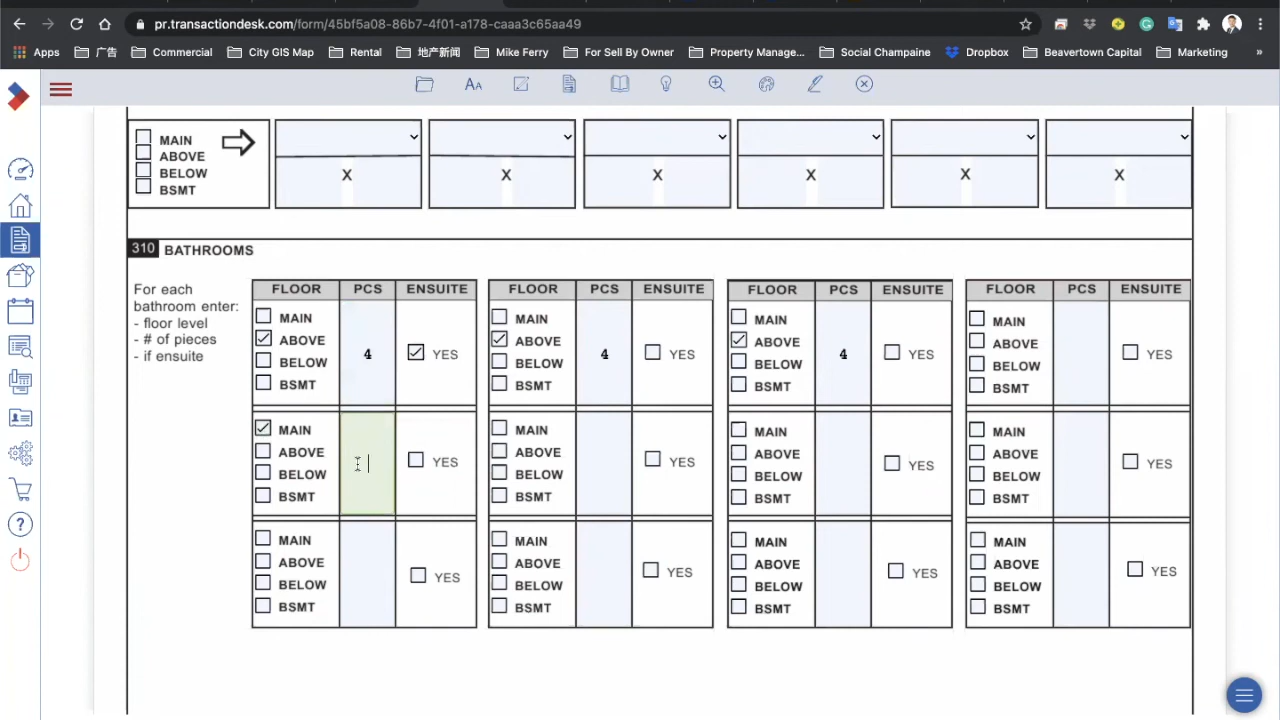 pr.transactiondesk.com/form/45bf5a08-86b7-4f01-a178-caaa3c65aa49
Apps 广告 Commercial City GIS Map Rental 地产新闻 Mike Ferry For Sell By Owner Property Manage... Social Champaine Dropbox Beavertown Capital Marketing »
AA
MAIN
ABOVE
BELOW
BSMT
X X X X X X
310 BATHROOMS
For each
bathroom enter:
- floor level
- # of pieces
- if ensuite
FLOOR PCS ENSUITE FLOOR PCS ENSUITE FLOOR PCS ENSUITE FLOOR PCS ENSUITE
MAIN MAIN MAIN MAIN
ABOVE ABOVE ABOVE ABOVE
4 YES 4 YES 4 YES YES
BELOW BELOW BELOW BELOW
BSMT BSMT BSMT BSMT
MAIN MAIN MAIN MAIN
ABOVE ABOVE ABOVE ABOVE
YES YES YES YES
BELOW BELOW BELOW BELOW
BSMT BSMT BSMT BSMT
MAIN MAIN MAIN MAIN
ABOVE ABOVE ABOVE ABOVE
YES YES YES YES
BELOW BELOW BELOW BELOW
BSMT BSMT BSMT BSMT